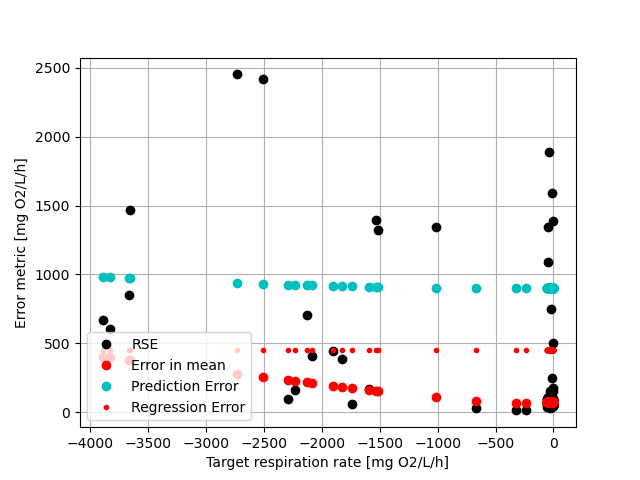 2500
2000
1500
1000
500
0
Error metric [mg O2/L/h]
RSE
Error in mean
Prediction Error
Regression Error
−4000 −3500 −3000 −2500 −2000 −1500 −1000 −500 0
Target respiration rate [mg O2/L/h]